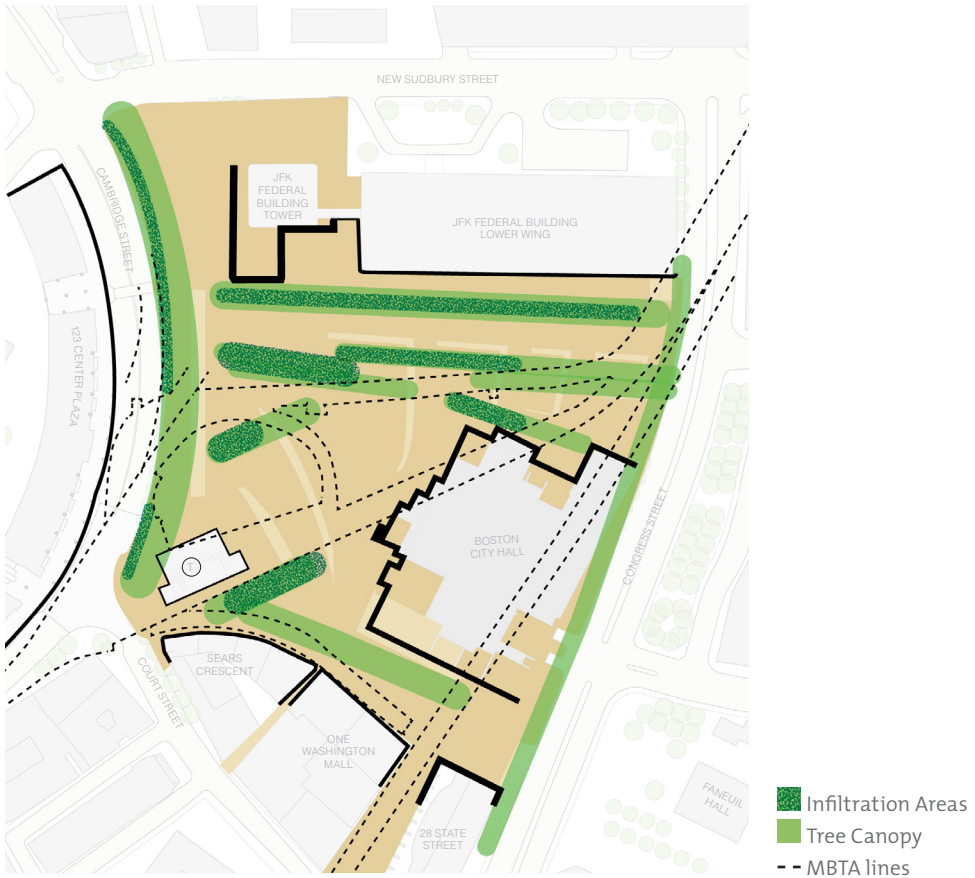 NEW SUDBURY STREET
JFK
FEDERAL
BUILDING
TOWER
JFK FEDERAL BUILDING
LOWER WING
CAMBRIDGE STREET
123 CENTER PLAZA
BOSTON
CITY HALL
CONGRESS STREET
T
SEARS
CRESCENT
COURT STREET
ONE
WASHINGTON
MALL
28 STATE
STREET
FANEUIL
HALL
Infiltration Areas
Tree Canopy
MBTA lines